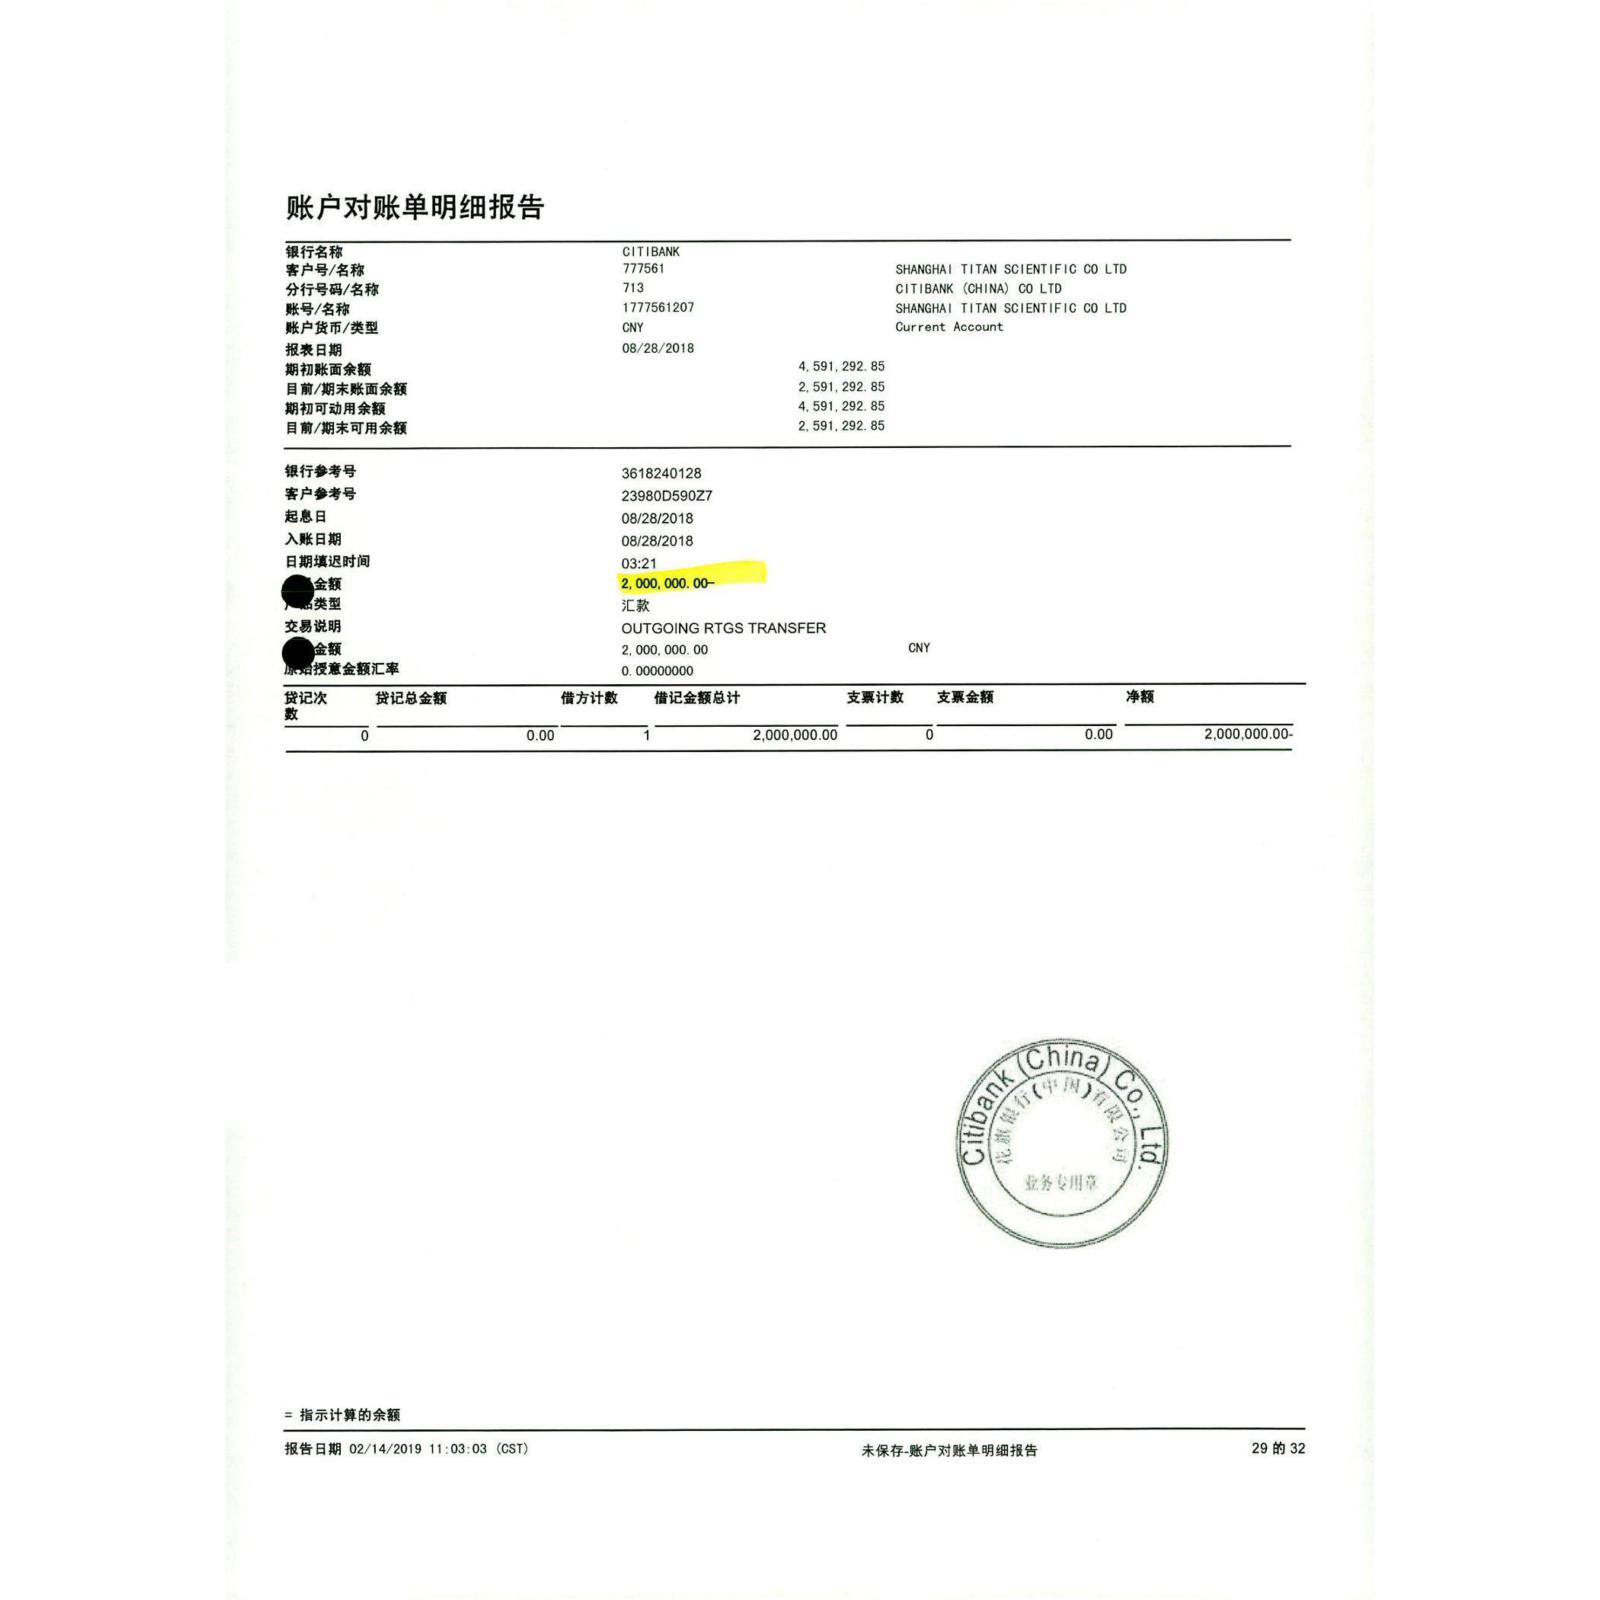 账户对账单明细报告
银行名称 CITIBANK
客户号/名称 777561 SHANGHAI TITAN SCIENTIFIC CO LTD
分行号码/名称 713 CITIBANK (CHINA) CO LTD
账号/名称 1777561207 SHANGHAI TITAN SCIENTIFIC CO LTD
账户货币/类型 CNY Current Account
报表日期 08/28/2018
期初账面余额 4,591,292.85
目前/期末账面余额 2,591,292.85
期初可动用余额 4,591,292.85
目前/期末可用余额 2,591,292.85
银行参考号 3618240128
客户参考号 23980D590Z7
起息日 08/28/2018
入账日期 08/28/2018
日期填迟时间 03:21
金额 2,000,000.00-
类型 汇款
交易说明 OUTGOING RTGS TRANSFER
金额 2,000,000.00 CNY
原始授意金额汇率 0.00000000
贷记次数 贷记总金额 借方计数 借记金额总计 支票计数 支票金额 净额
0 0.00 1 2,000,000.00 0 0.00 2,000,000.00-
Citibank (China) Co., Ltd.
花旗银行(中国)有限公司
业务专用章
= 指示计算的余额
报告日期 02/14/2019 11:03:03 (CST) 未保存-账户对账单明细报告 29 的 32